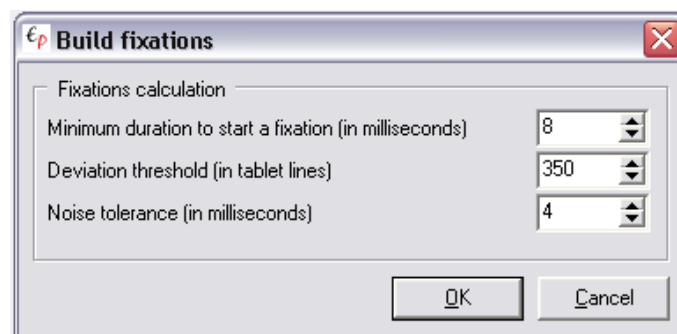 €p Build fixations
Fixations calculation
Minimum duration to start a fixation (in milliseconds) 8
Deviation threshold (in tablet lines) 350
Noise tolerance (in milliseconds) 4
OK Cancel